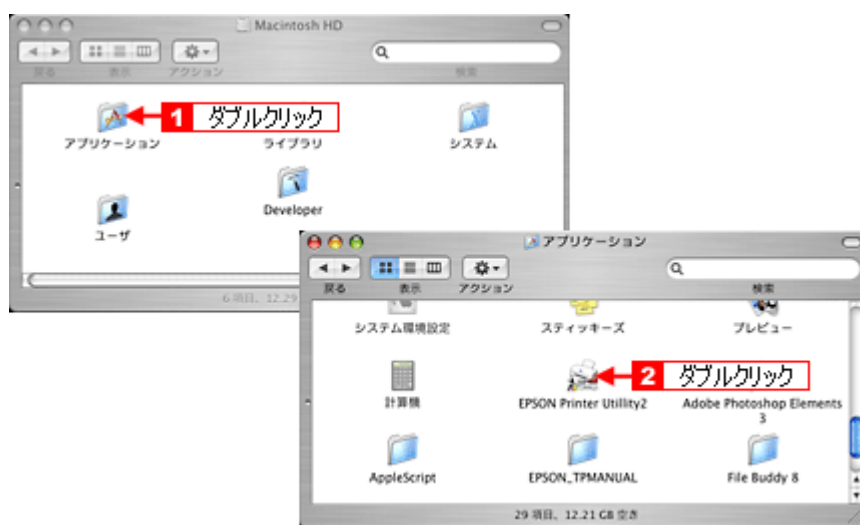 Macintosh HD
戻る 表示 アクション 検索
1 ダブルクリック
アプリケーション ライブラリ システム
ユーザ Developer
6 項目、12.29
アプリケーション
戻る 表示 アクション 検索
システム環境設定 スティッキーズ プレビュー
2 ダブルクリック
計算機 EPSON Printer Utillity2 Adobe Photoshop Elements
3
AppleScript EPSON_TPMANUAL File Buddy 8
29 項目、12.21 GB 空き